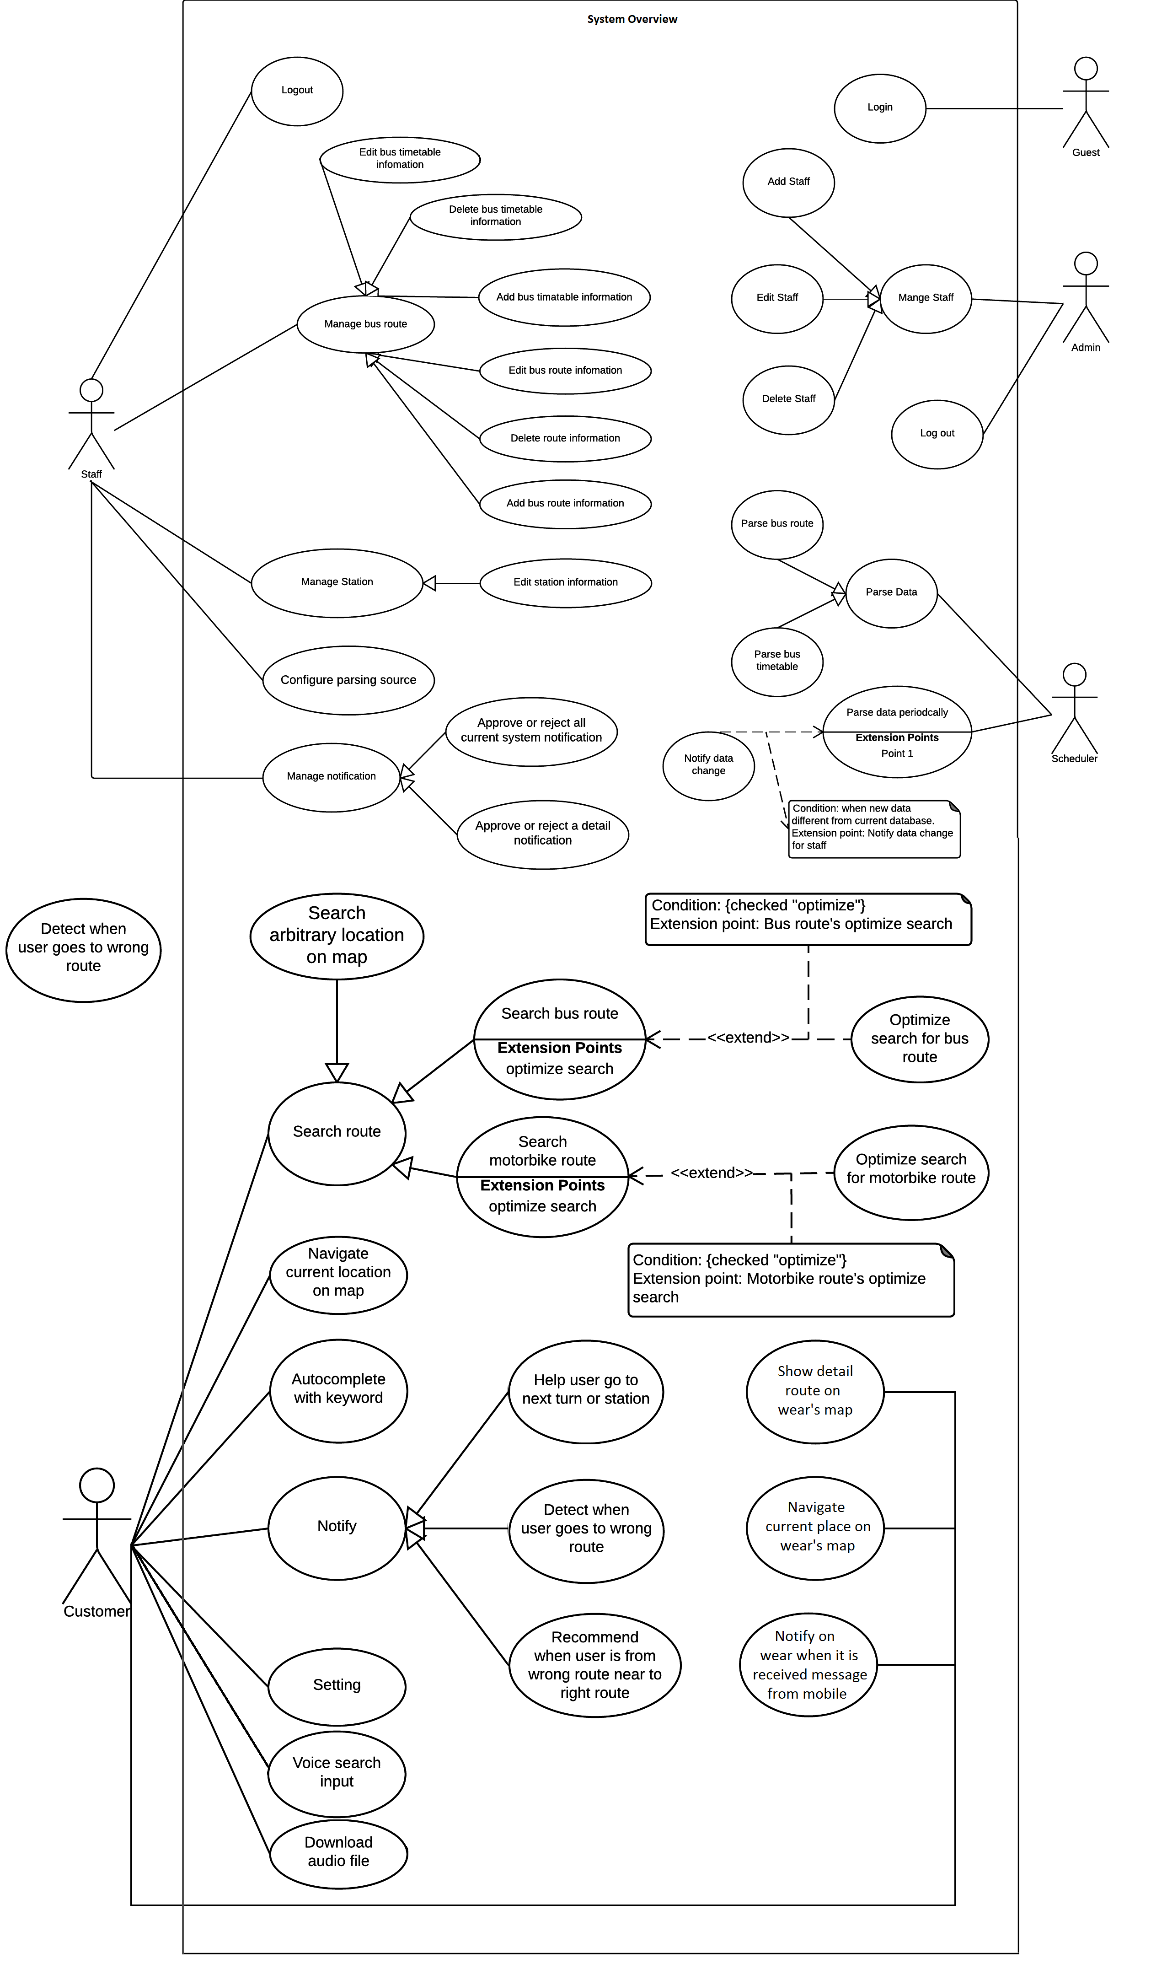 System Overview
Logout
Login
Guest
Edit bus timetable
infomation
Delete bus timetable
information
Add bus timatable information
Manage bus route
Edit bus route infomation
Delete route information
Add bus route information
Add Staff
Edit Staff
Mange Staff
Delete Staff
Log out
Admin
Staff
Manage Station
Edit station information
Configure parsing source
Approve or reject all
current system notification
Manage notification
Approve or reject a detail
notification
Parse bus route
Parse Data
Parse bus
timetable
Parse data periodcally
Extension Points
Point 1
Notify data
change
Scheduler
Condition: when new data
different from current database.
Extension point: Notify data change
for staff
Detect when
user goes to wrong
route
Search
arbitrary location
on map
Condition: {checked "optimize"}
Extension point: Bus route's optimize search
Search bus route
Extension Points
optimize search
<<extend>>
Optimize
search for bus
route
Search route
Search
motorbike route
Extension Points
optimize search
<<extend>>
Optimize search
for motorbike route
Condition: {checked "optimize"}
Extension point: Motorbike route's optimize
search
Navigate
current location
on map
Autocomplete
with keyword
Help user go to
next turn or station
Show detail
route on
wear's map
Notify
Detect when
user goes to wrong
route
Navigate
current place on
wear's map
Customer
Recommend
when user is from
wrong route near to
right route
Notify on
wear when it is
received message
from mobile
Setting
Voice search
input
Download
audio file